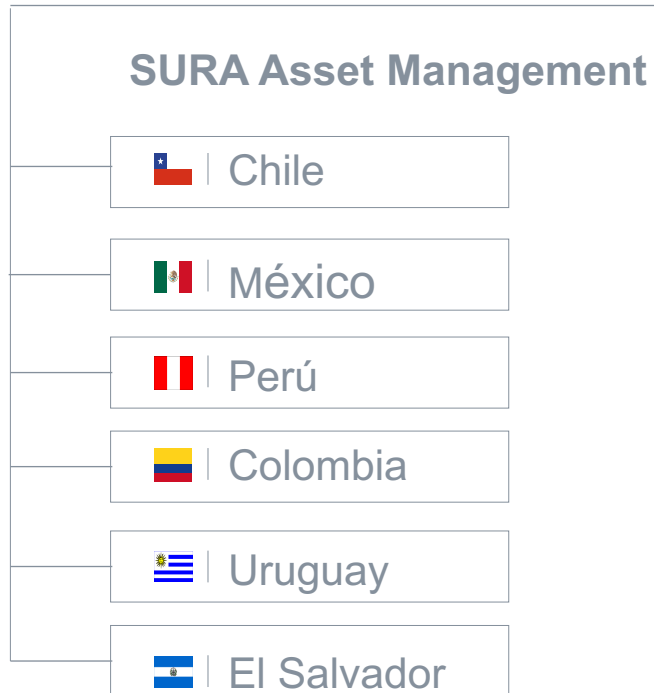 SURA Asset Management
Chile
México
Perú
Colombia
Uruguay
El Salvador